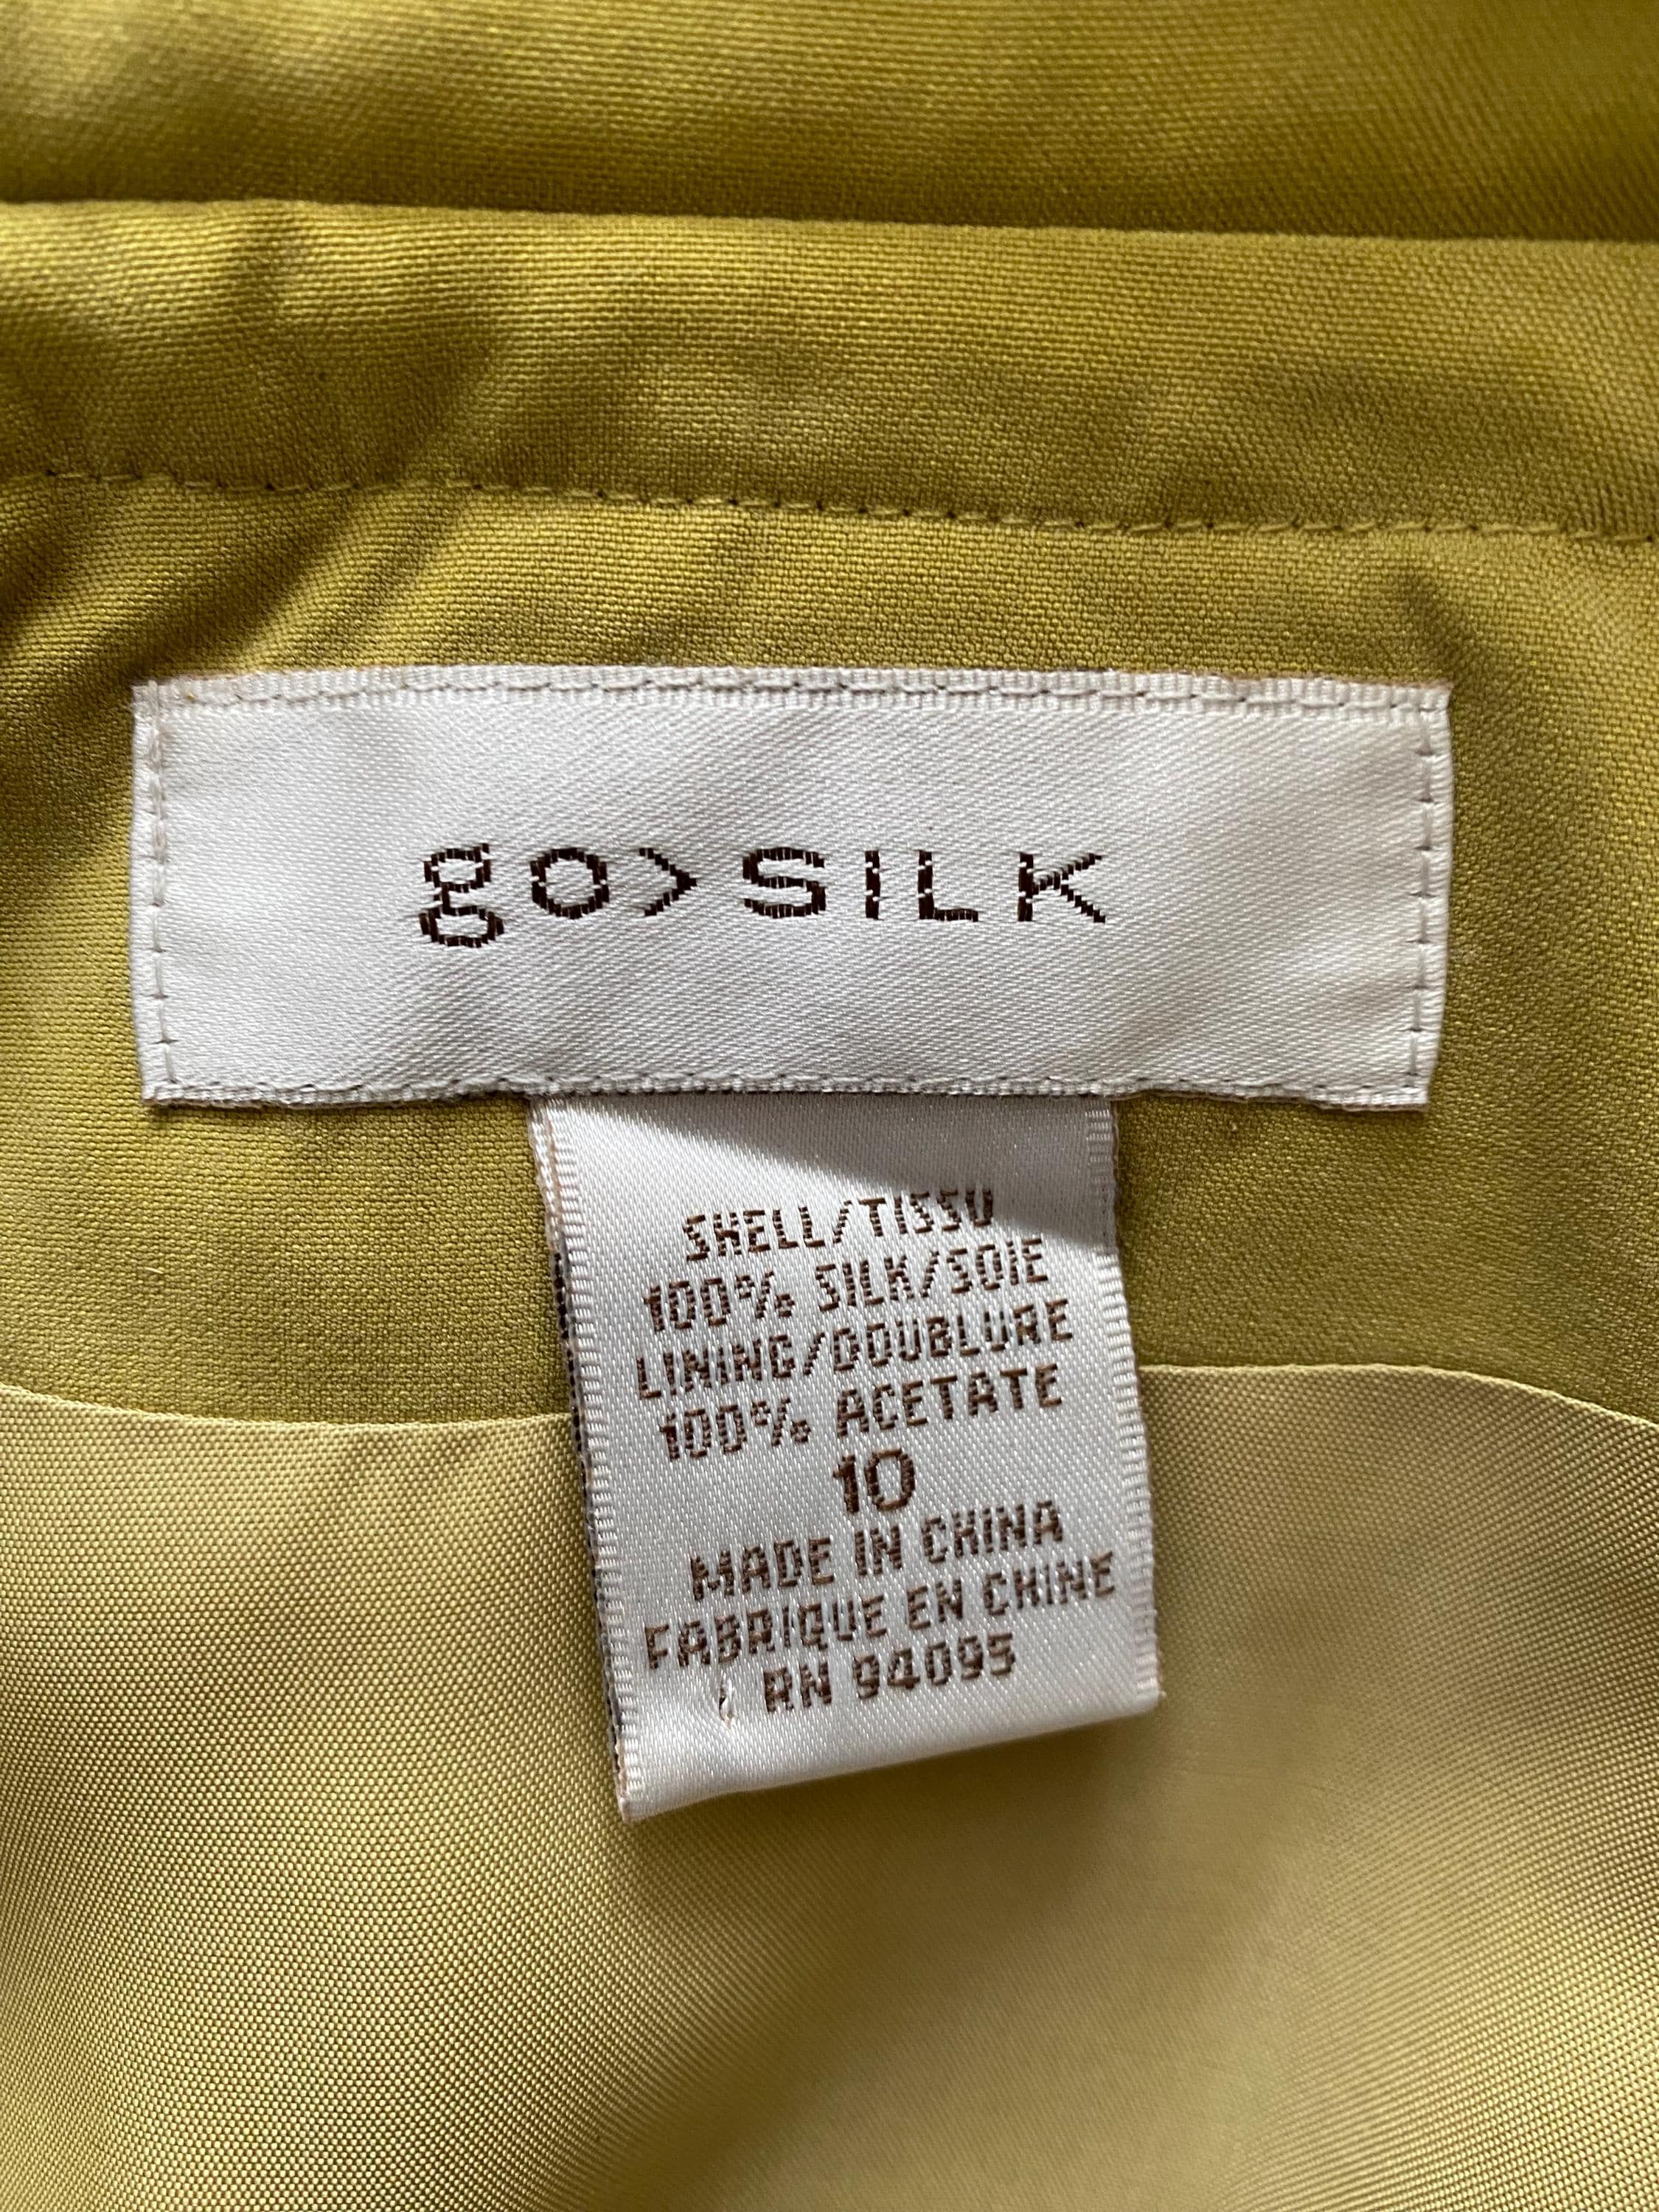 go>SILK
SHELL/TISSU
100% SILK/SOIE
LINING/DOUBLURE
100% ACETATE
10
MADE IN CHINA
FABRIQUE EN CHINE
RN 94095